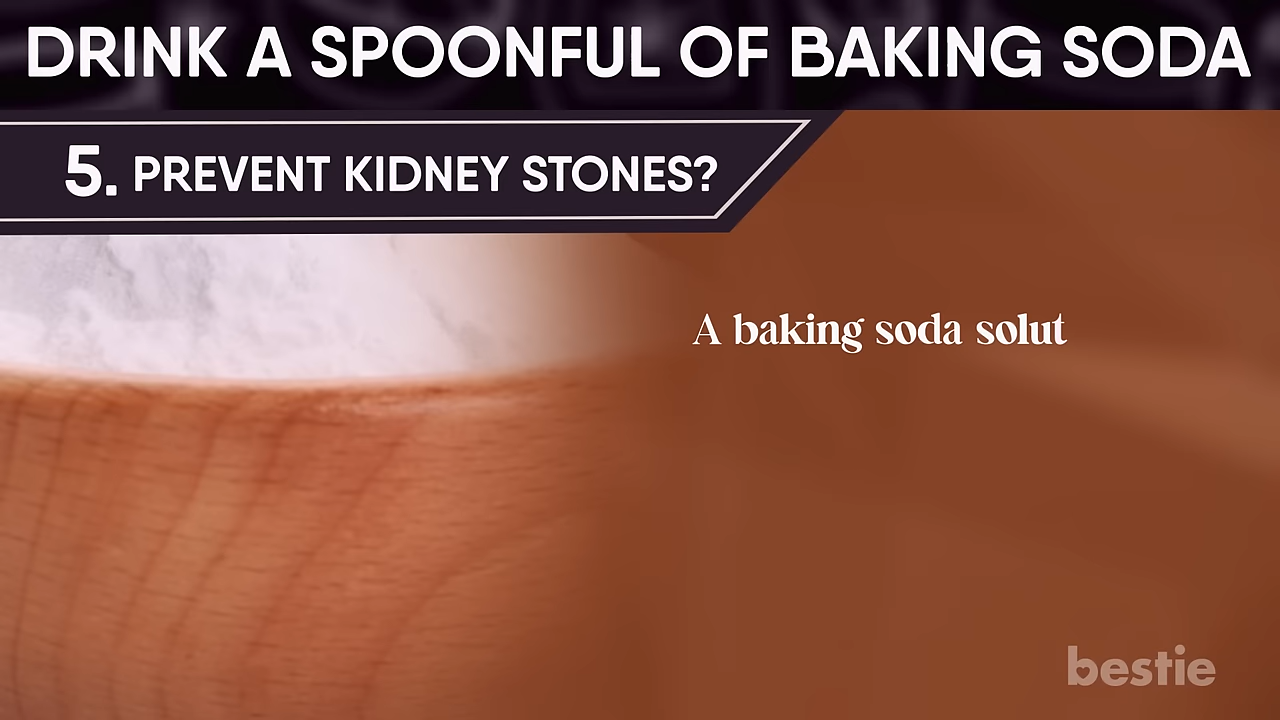 DRINK A SPOONFUL OF BAKING SODA
5. PREVENT KIDNEY STONES?
A baking soda solut
bestie